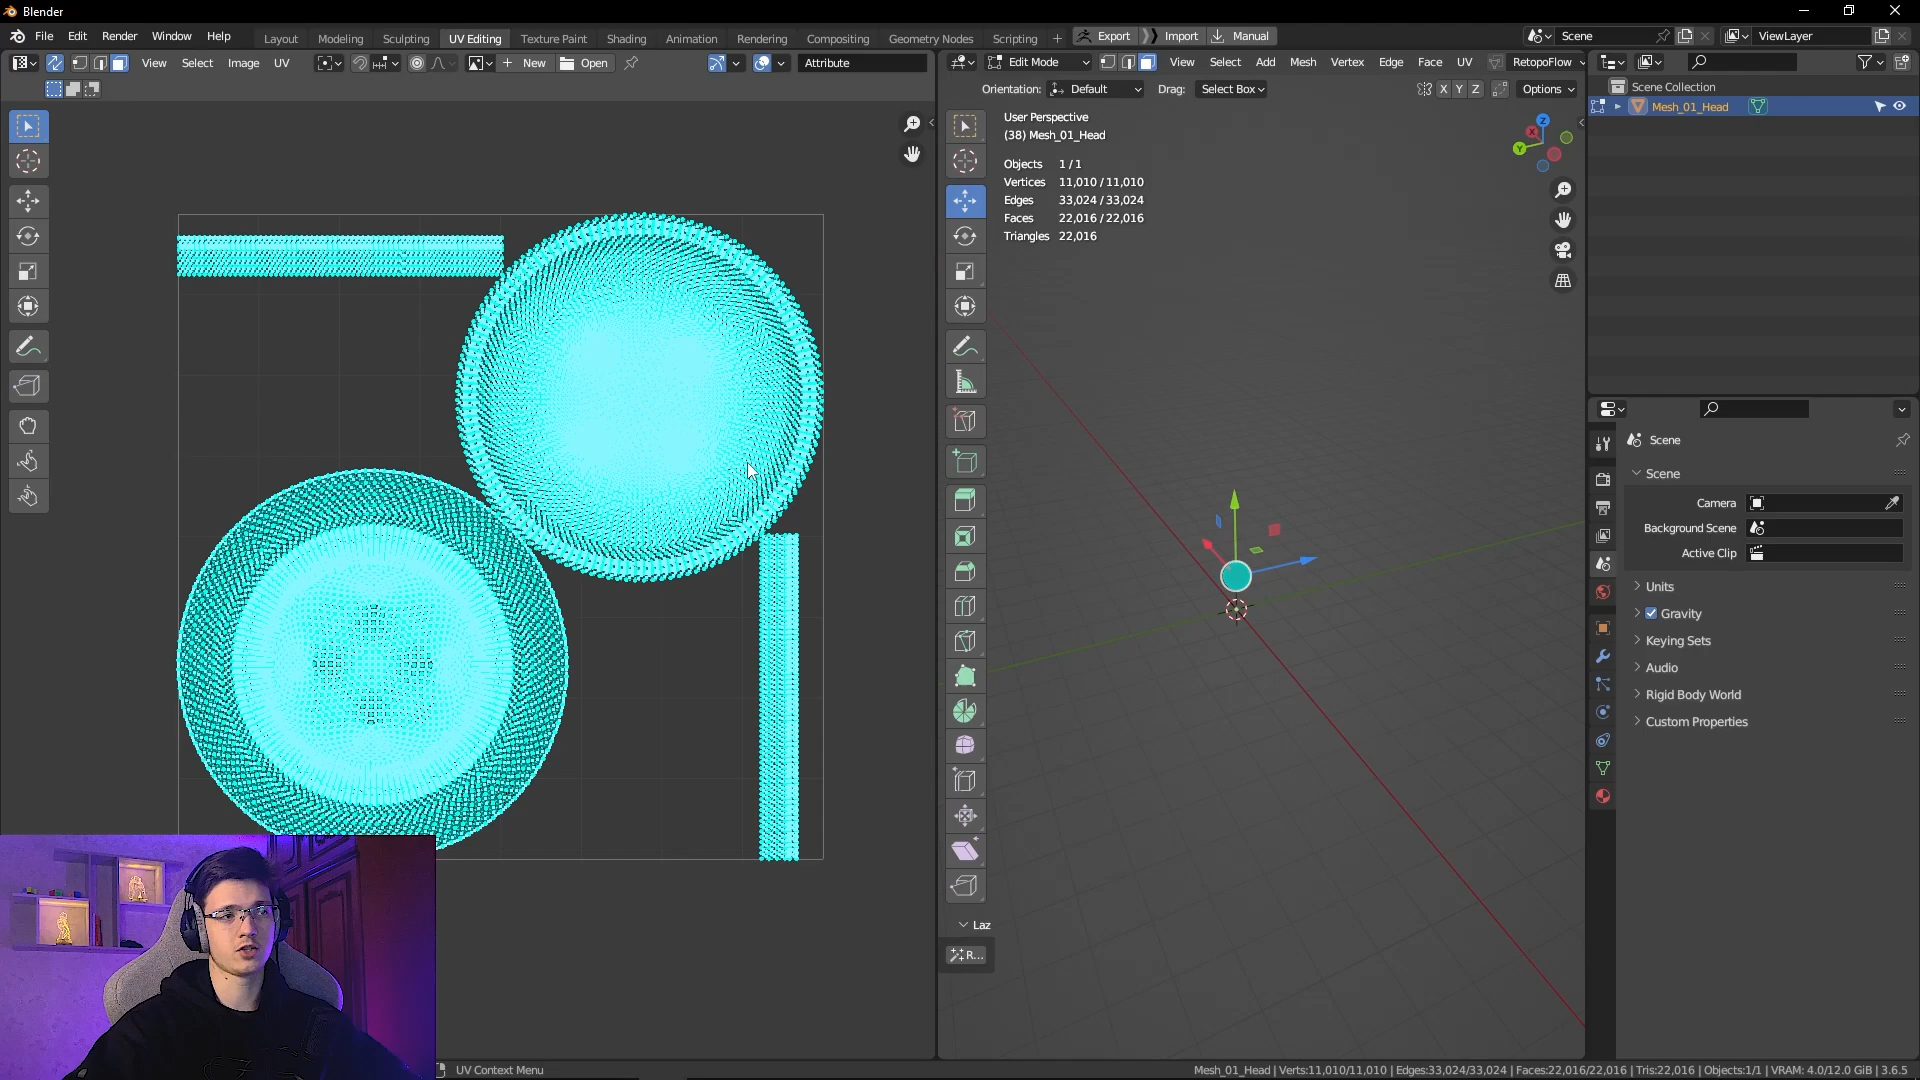 Blender
File Edit Render Window Help
Layout Modeling Sculpting UV Editing Texture Paint Shading Animation Rendering Compositing Geometry Nodes Scripting +
Export Import Manual
Scene
ViewLayer
View Select Image UV
New Open
Attribute
Edit Mode
View Select Add Mesh Vertex Edge Face UV
RetopoFlow
Orientation: Default Drag: Select Box
X Y Z Options
User Perspective
(38) Mesh_01_Head
Objects 1 / 1
Vertices 11,010 / 11,010
Edges 33,024 / 33,024
Faces 22,016 / 22,016
Triangles 22,016
Z
X
Y
Laz
R...
Scene Collection
Mesh_01_Head
Scene
Scene
Camera
Background Scene
Active Clip
Units
Gravity
Keying Sets
Audio
Rigid Body World
Custom Properties
UV Context Menu
Mesh_01_Head | Verts:11,010/11,010 | Edges:33,024/33,024 | Faces:22,016/22,016 | Tris:22,016 | Objects:1/1 | VRAM: 4.0/12.0 GiB | 3.6.5